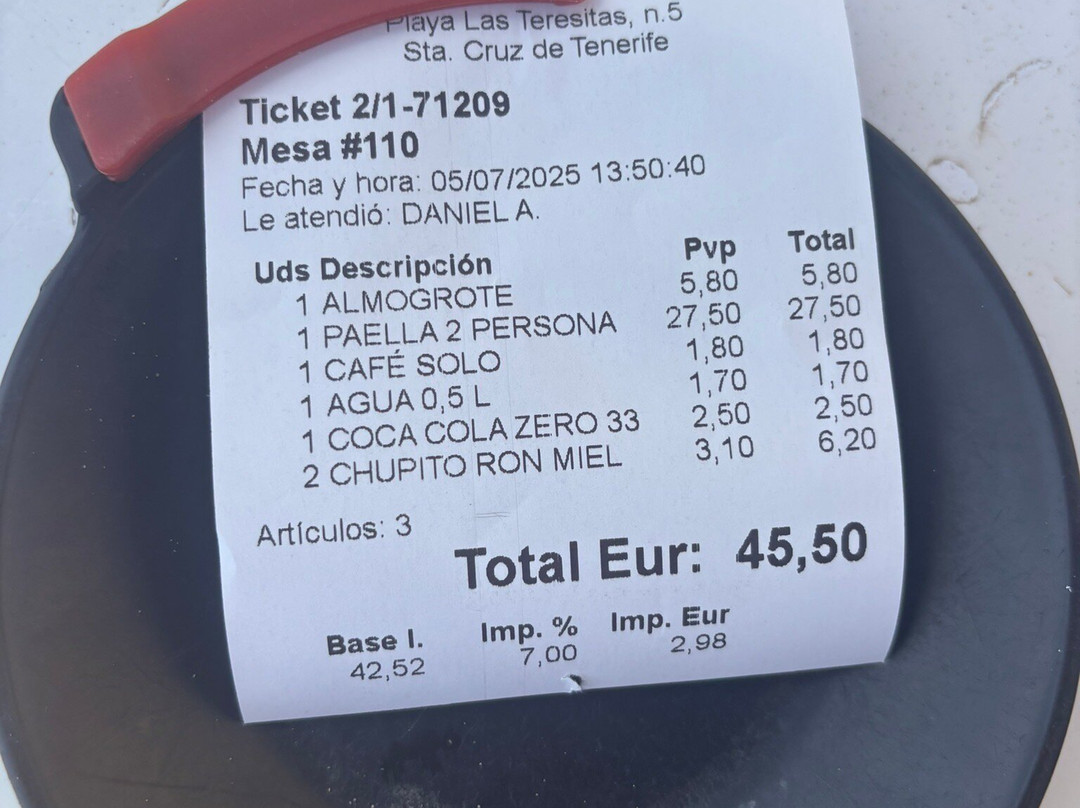 Playa Las Teresitas, n.5
Sta. Cruz de Tenerife
Ticket 2/1-71209
Mesa #110
Fecha y hora: 05/07/2025 13:50:40
Le atendió: DANIEL A.
Uds Descripción Pvp Total
1 ALMOGROTE 5,80 5,80
1 PAELLA 2 PERSONA 27,50 27,50
1 CAFÉ SOLO 1,80 1,80
1 AGUA 0,5 L 1,70 1,70
1 COCA COLA ZERO 33 2,50 2,50
2 CHUPITO RON MIEL 3,10 6,20
Artículos: 3
Total Eur: 45,50
Base I. Imp. % Imp. Eur
42,52 7,00 2,98